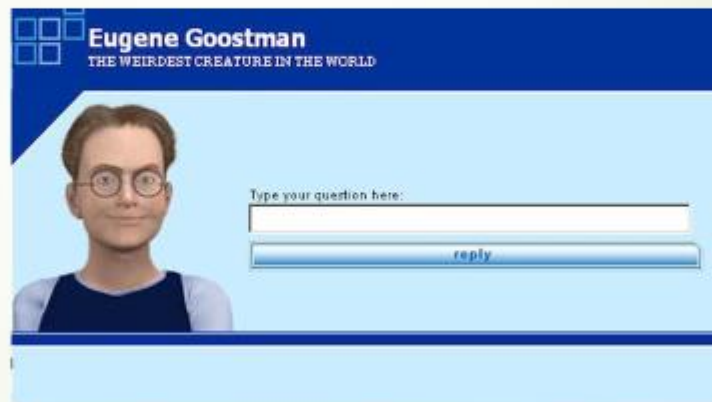 Eugene Goostman
THE WEIRDEST CREATURE IN THE WORLD
Type your question here:
reply